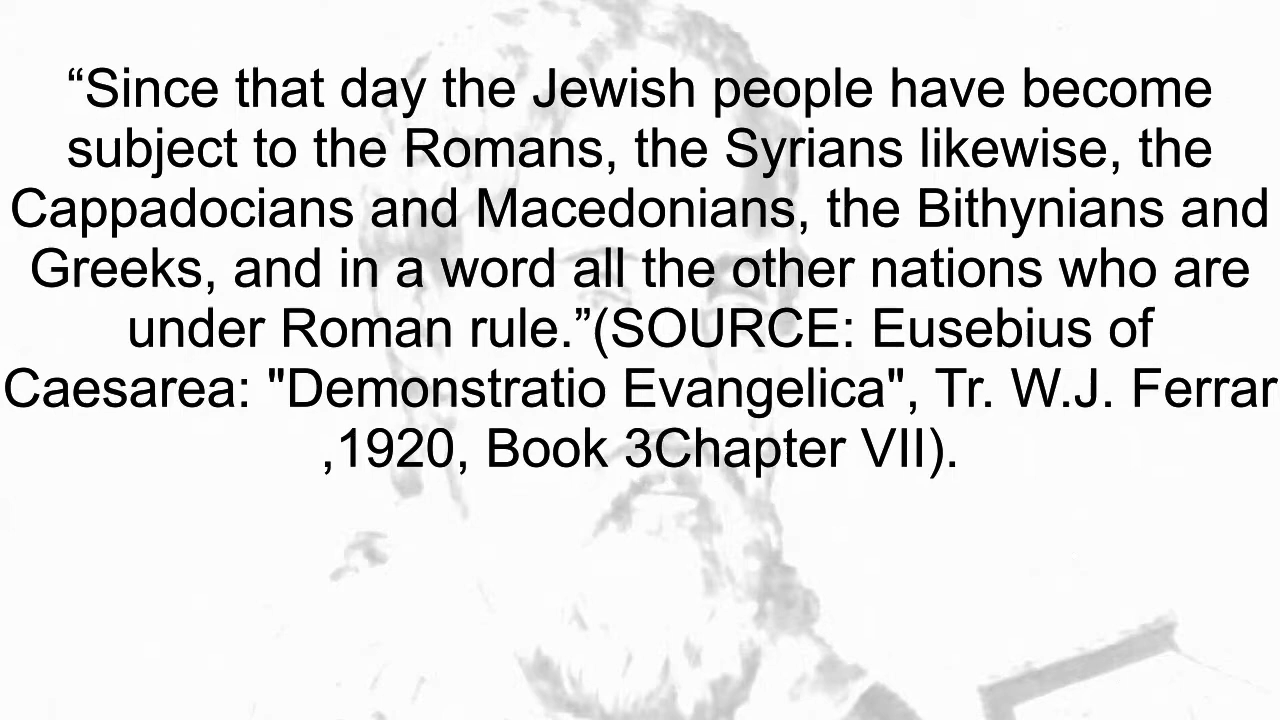 “Since that day the Jewish people have become
subject to the Romans, the Syrians likewise, the
Cappadocians and Macedonians, the Bithynians and
Greeks, and in a word all the other nations who are
under Roman rule.”(SOURCE: Eusebius of
Caesarea: "Demonstratio Evangelica", Tr. W.J. Ferrar
,1920, Book 3Chapter VII).